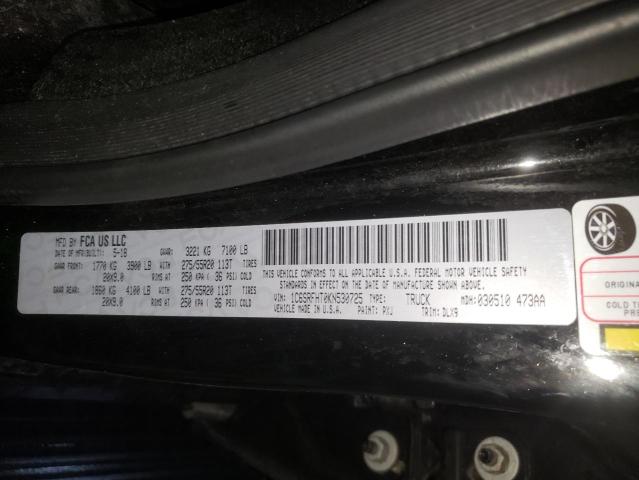 MFD BY FCA US LLC
DATE OF MFR(BUILT): 5-18 GVWR: 3221 KG 7100 LB
GAWR FRONT: 1770 KG 3900 LB WITH 275/55R20 113T TIRES
20X9.0 RIMS AT 250 KPA ( 36 PSI) COLD
GAWR REAR: 1860 KG 4100 LB WITH 275/55R20 113T TIRES
20X9.0 RIMS AT 250 KPA ( 36 PSI) COLD
THIS VEHICLE CONFORMS TO ALL APPLICABLE U.S.A. FEDERAL MOTOR VEHICLE SAFETY
STANDARDS IN EFFECT ON THE DATE OF MANUFACTURE SHOWN ABOVE.
VIN: 1C6SRFHT0KN530725 TYPE: TRUCK MDH: 030510 473AA
VEHICLE MADE IN U.S.A. PAINT: PXJ TRIM: DLX9
ORIGINA
COLD TI
PRES